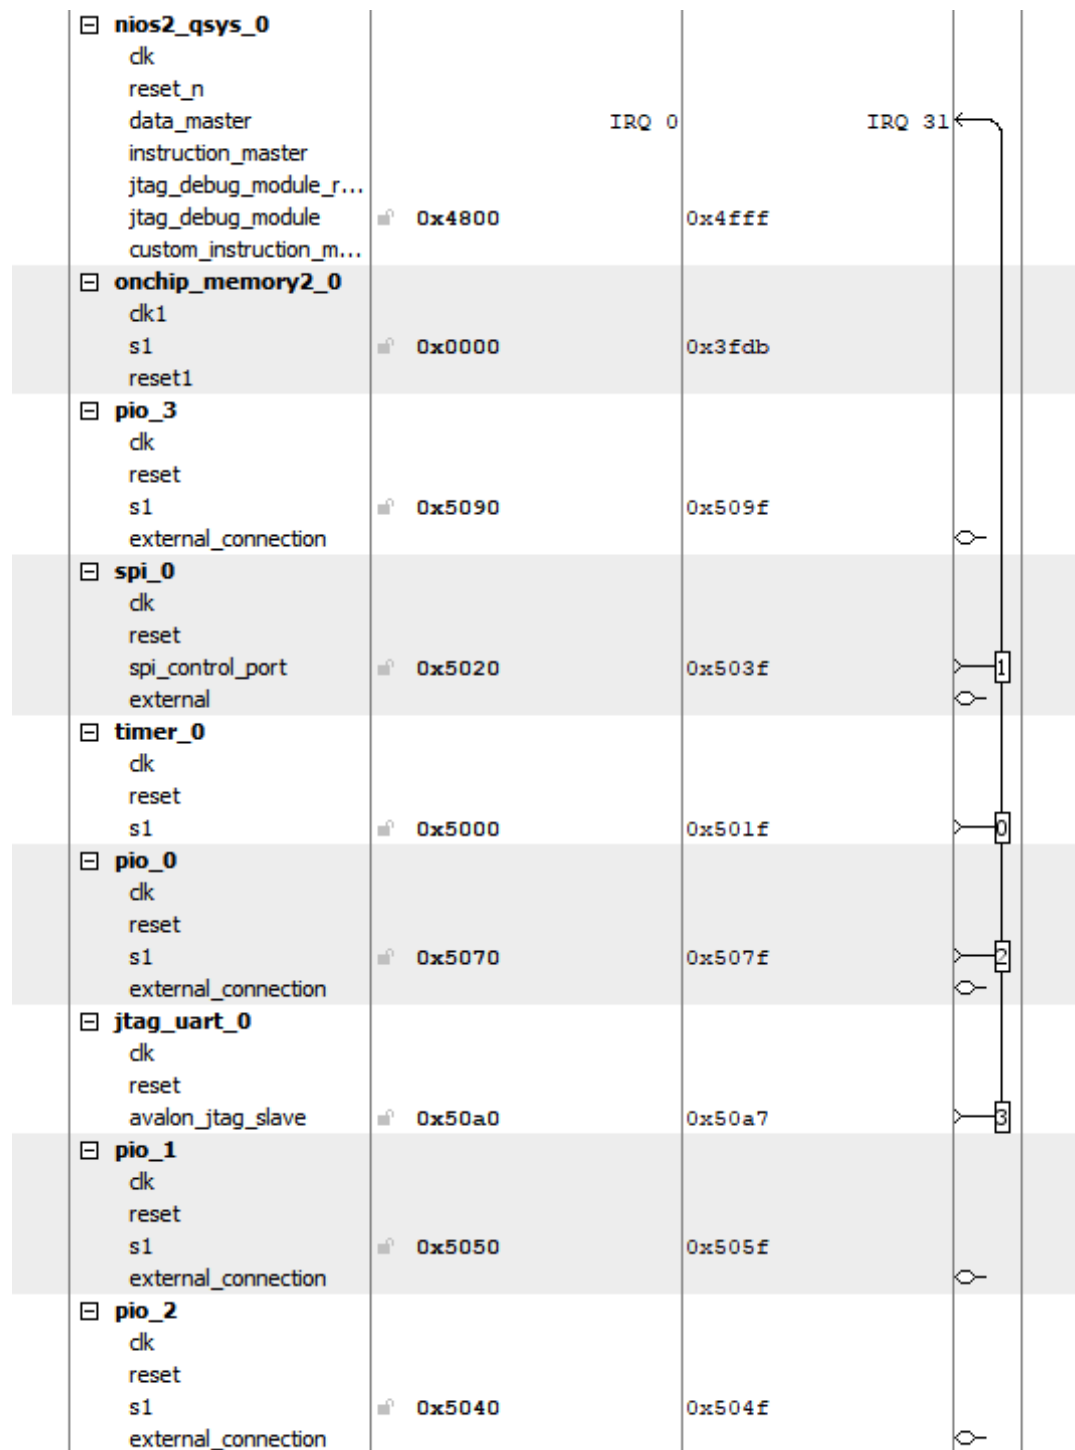 nios2_qsys_0
clk
reset_n
data_master IRQ 0 IRQ 31
instruction_master
jtag_debug_module_r...
jtag_debug_module 0x4800 0x4fff
custom_instruction_m...
onchip_memory2_0
clk1
s1 0x0000 0x3fdb
reset1
pio_3
clk
reset
s1 0x5090 0x509f
external_connection
spi_0
clk
reset
spi_control_port 0x5020 0x503f 1
external
timer_0
clk
reset
s1 0x5000 0x501f 0
pio_0
clk
reset
s1 0x5070 0x507f 2
external_connection
jtag_uart_0
clk
reset
avalon_jtag_slave 0x50a0 0x50a7 3
pio_1
clk
reset
s1 0x5050 0x505f
external_connection
pio_2
clk
reset
s1 0x5040 0x504f
external_connection